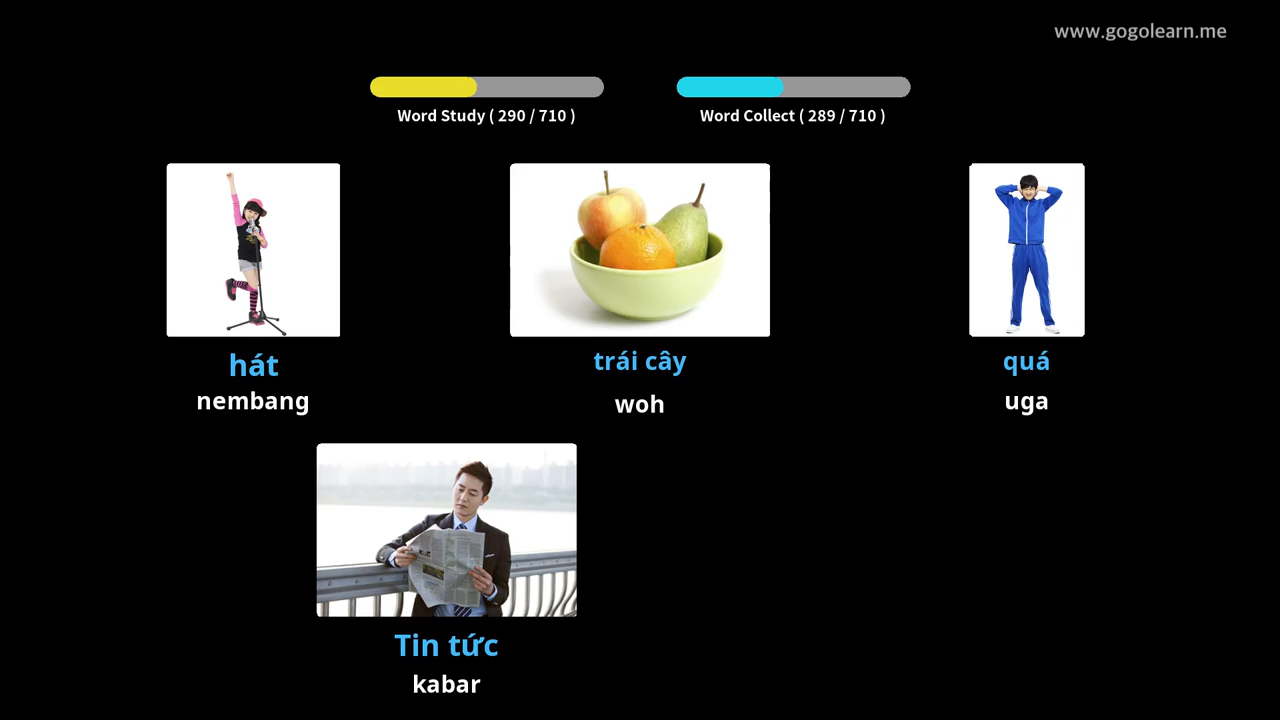 www.gogolearn.me
Word Study ( 290 / 710 )
Word Collect ( 289 / 710 )
hát
nembang
trái cây
woh
quá
uga
Tin tức
kabar